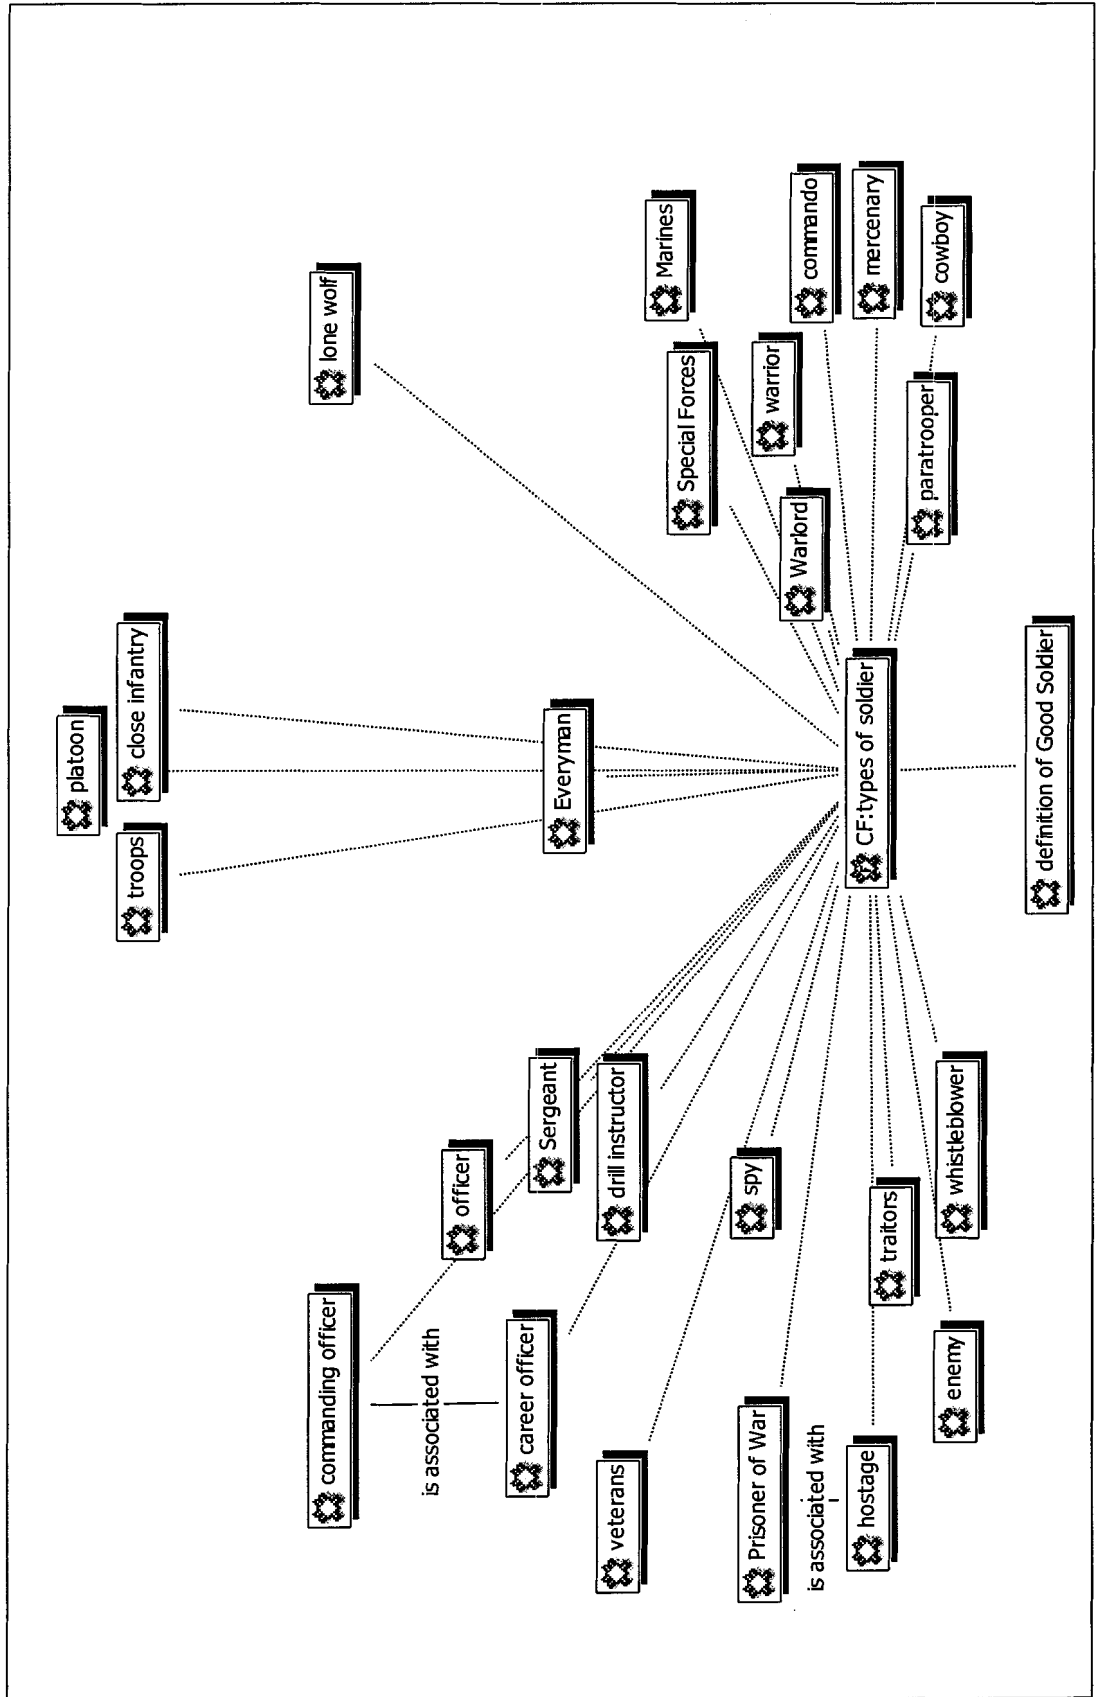 platoon
troops
close infantry
lone wolf
Everyman
commanding officer
is associated with
officer
career officer
Sergeant
drill instructor
veterans
Marines
Special Forces
warrior
Warlord
commando
mercenary
cowboy
paratrooper
spy
Prisoner of War
is associated with
hostage
traitors
enemy
whistleblower
CF:types of soldier
definition of Good Soldier